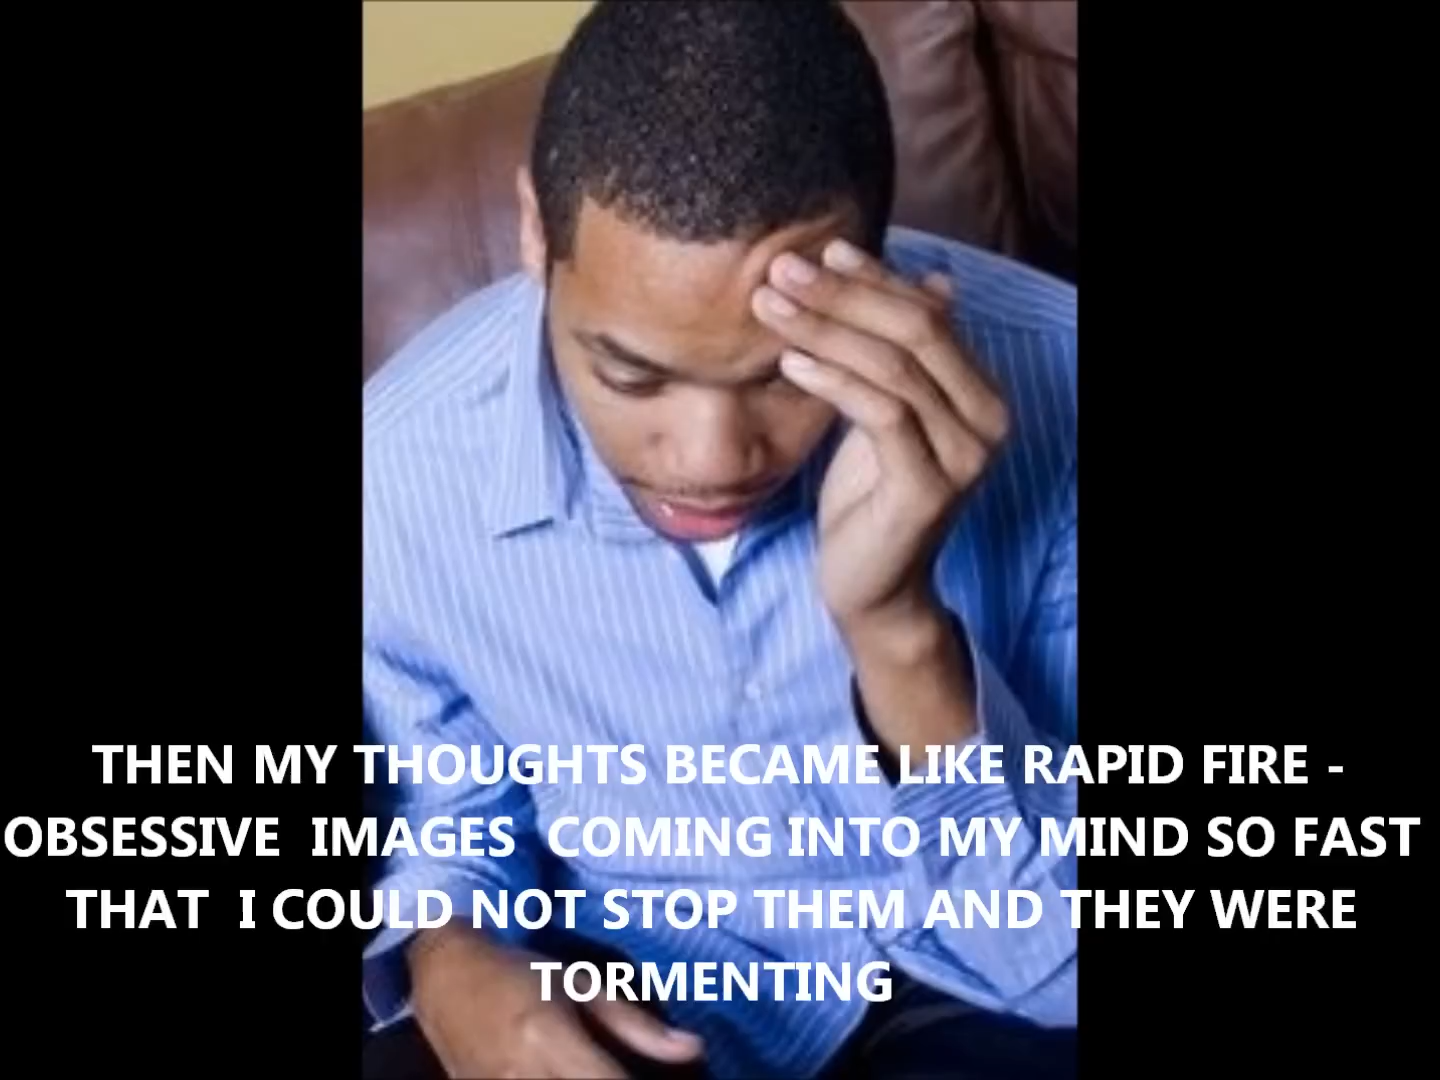 THEN MY THOUGHTS BECAME LIKE RAPID FIRE -
OBSESSIVE IMAGES COMING INTO MY MIND SO FAST
THAT I COULD NOT STOP THEM AND THEY WERE
TORMENTING